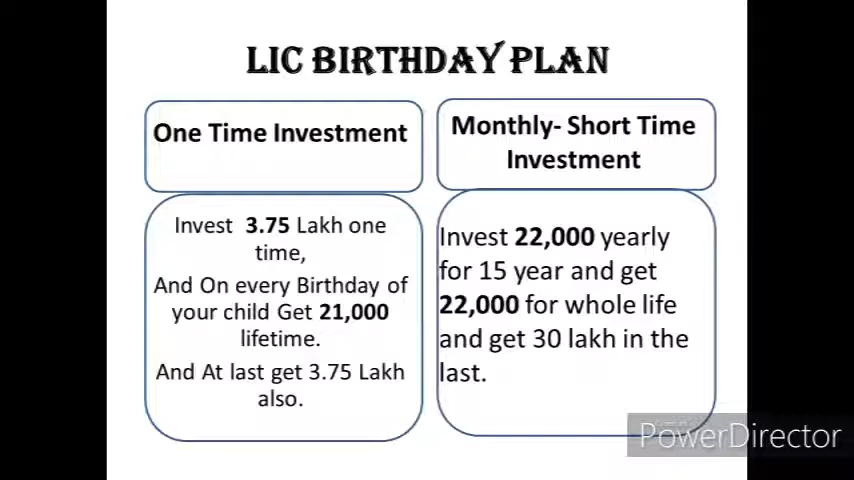 LIC BIRTHDAY PLAN
One Time Investment
Invest 3.75 Lakh one
time,
And On every Birthday of
your child Get 21,000
lifetime.
And At last get 3.75 Lakh
also.
Monthly- Short Time
Investment
Invest 22,000 yearly
for 15 year and get
22,000 for whole life
and get 30 lakh in the
last.
PowerDirector